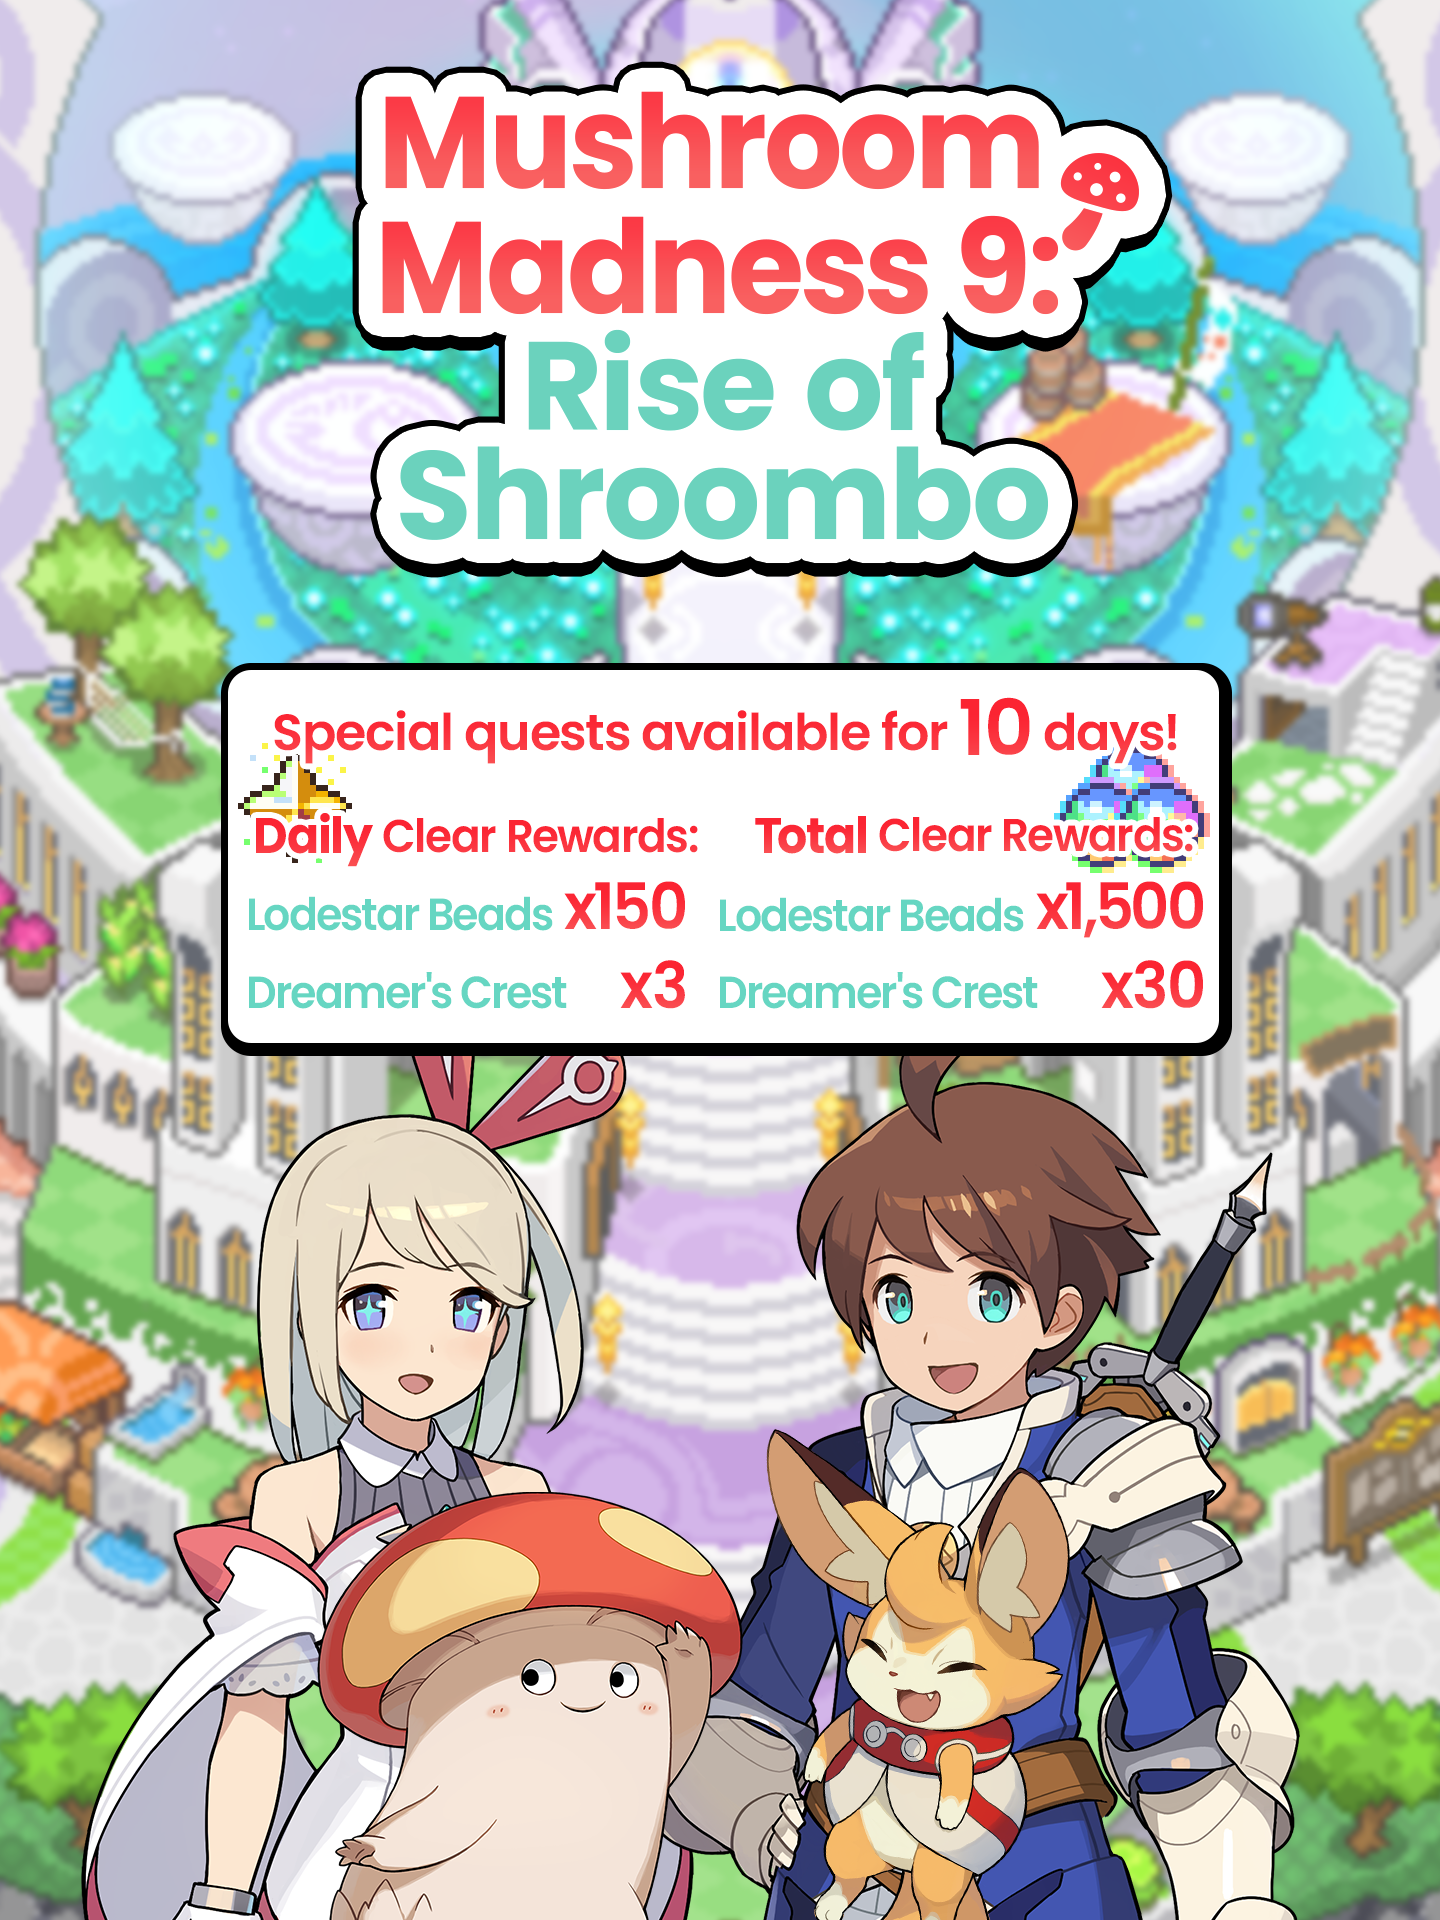 Mushroom
Madness 9:
Rise of
Shroombo
Special quests available for 10 days!
Daily Clear Rewards:
Lodestar Beads x150
Dreamer's Crest x3
Total Clear Rewards:
Lodestar Beads x1,500
Dreamer's Crest x30